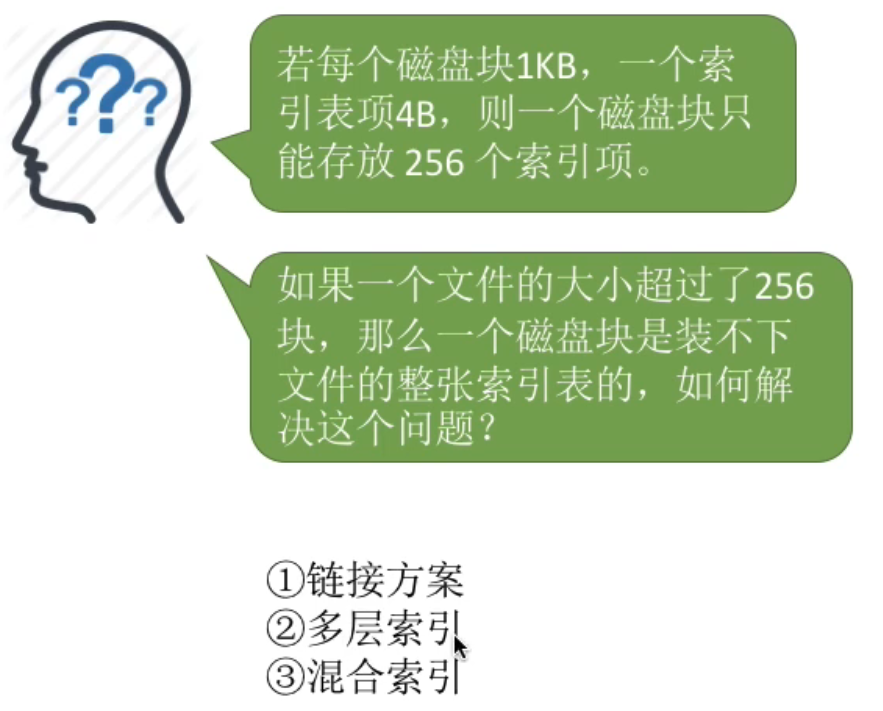 ???
若每个磁盘块1KB，一个索
引表项4B，则一个磁盘块只
能存放 256 个索引项。
如果一个文件的大小超过了256
块，那么一个磁盘块是装不下
文件的整张索引表的，如何解
决这个问题？
①链接方案
②多层索引
③混合索引